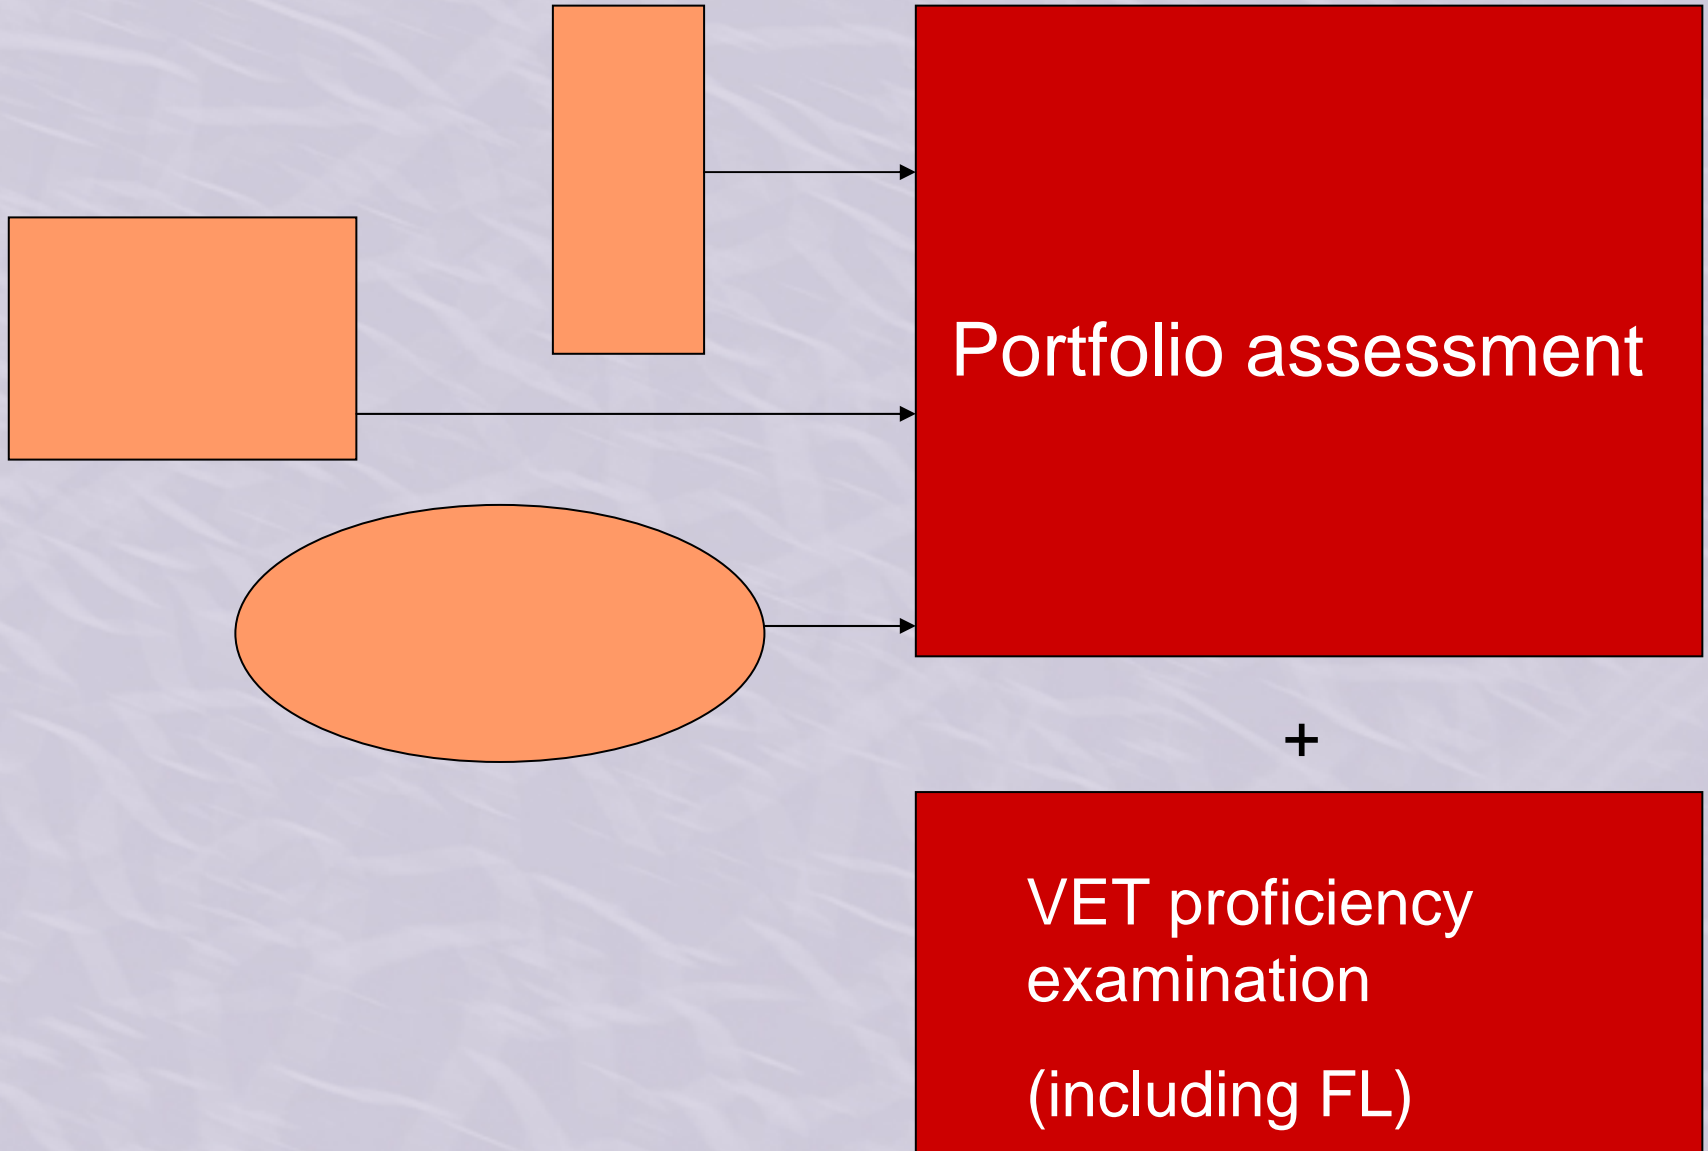 Portfolio assessment
+
VET proficiency
examination
(including FL)